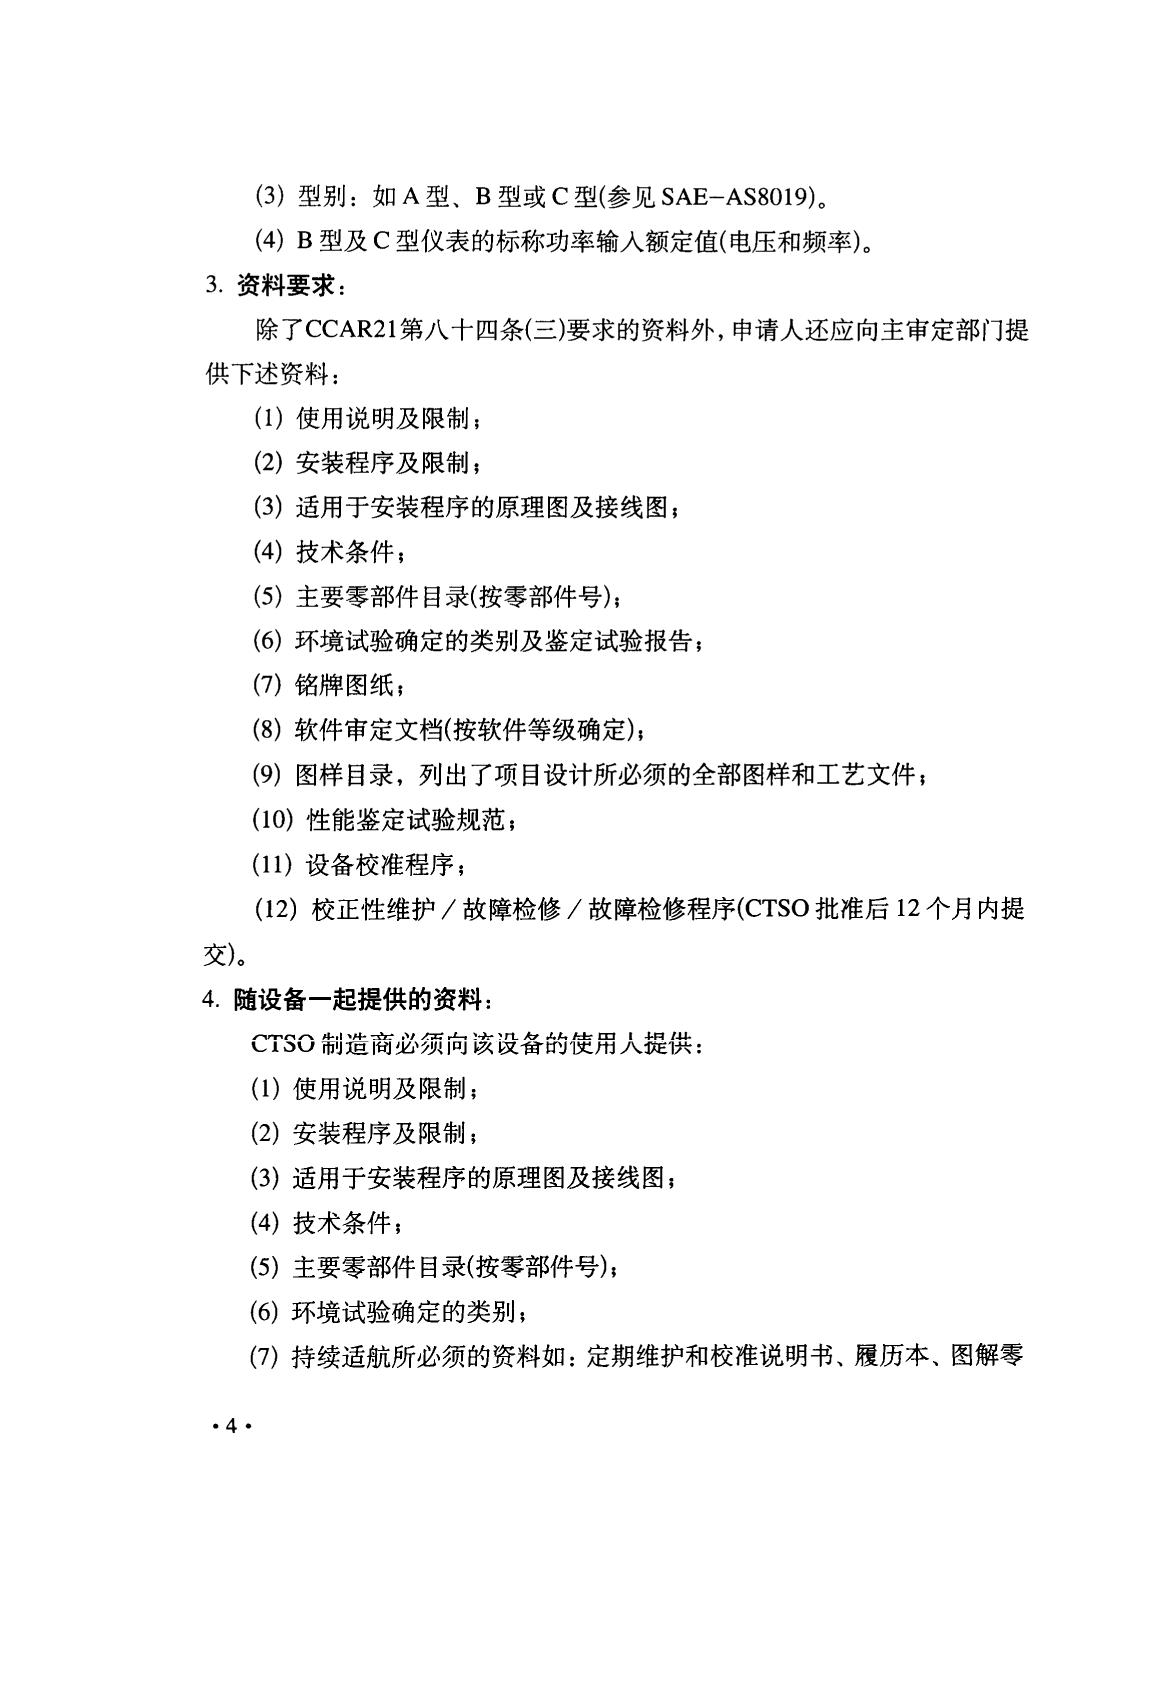 (3) 型别：如 A 型、B 型或 C 型(参见 SAE-AS8019)。
(4) B 型及 C 型仪表的标称功率输入额定值(电压和频率)。
3. 资料要求：
除了CCAR21第八十四条(三)要求的资料外，申请人还应向主审定部门提
供下述资料：
(1) 使用说明及限制；
(2) 安装程序及限制；
(3) 适用于安装程序的原理图及接线图；
(4) 技术条件；
(5) 主要零部件目录(按零部件号)；
(6) 环境试验确定的类别及鉴定试验报告；
(7) 铭牌图纸；
(8) 软件审定文档(按软件等级确定)；
(9) 图样目录，列出了项目设计所必须的全部图样和工艺文件；
(10) 性能鉴定试验规范；
(11) 设备校准程序；
(12) 校正性维护／故障检修／故障检修程序(CTSO 批准后 12 个月内提
交)。
4. 随设备一起提供的资料：
CTSO 制造商必须向该设备的使用人提供：
(1) 使用说明及限制；
(2) 安装程序及限制；
(3) 适用于安装程序的原理图及接线图；
(4) 技术条件；
(5) 主要零部件目录(按零部件号)；
(6) 环境试验确定的类别；
(7) 持续适航所必须的资料如：定期维护和校准说明书、履历本、图解零
·4·